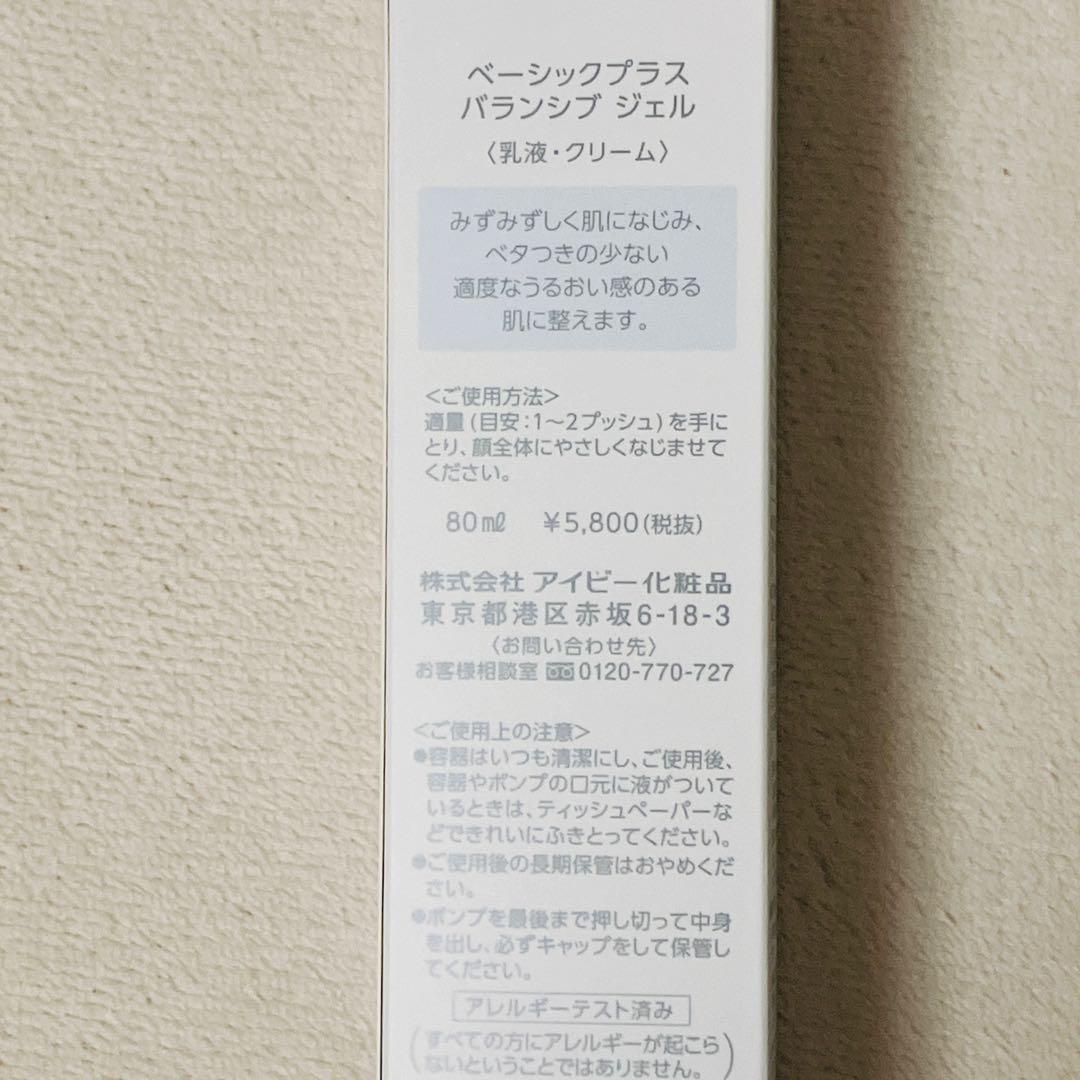 ベーシックプラス
バランシブ ジェル
〈乳液・クリーム〉
みずみずしく肌になじみ、
ベタつきの少ない
適度なうるおい感のある
肌に整えます。
＜ご使用方法＞
適量(目安：1〜2プッシュ)を手に
とり、顔全体にやさしくなじませて
ください。
80㎖ ￥5,800(税抜)
株式会社 アイビー化粧品
東京都港区赤坂6-18-3
〈お問い合わせ先〉
お客様相談室 0120-770-727
＜ご使用上の注意＞
●容器はいつも清潔にし、ご使用後、
容器やポンプの口元に液がついて
いるときは、ティッシュペーパーな
どできれいにふきとってください。
●ご使用後の長期保管はおやめくだ
さい。
●ポンプを最後まで押し切って中身
を出し、必ずキャップをして保管し
てください。
アレルギーテスト済み
(すべての方にアレルギーが起こら
ないということではありません。)